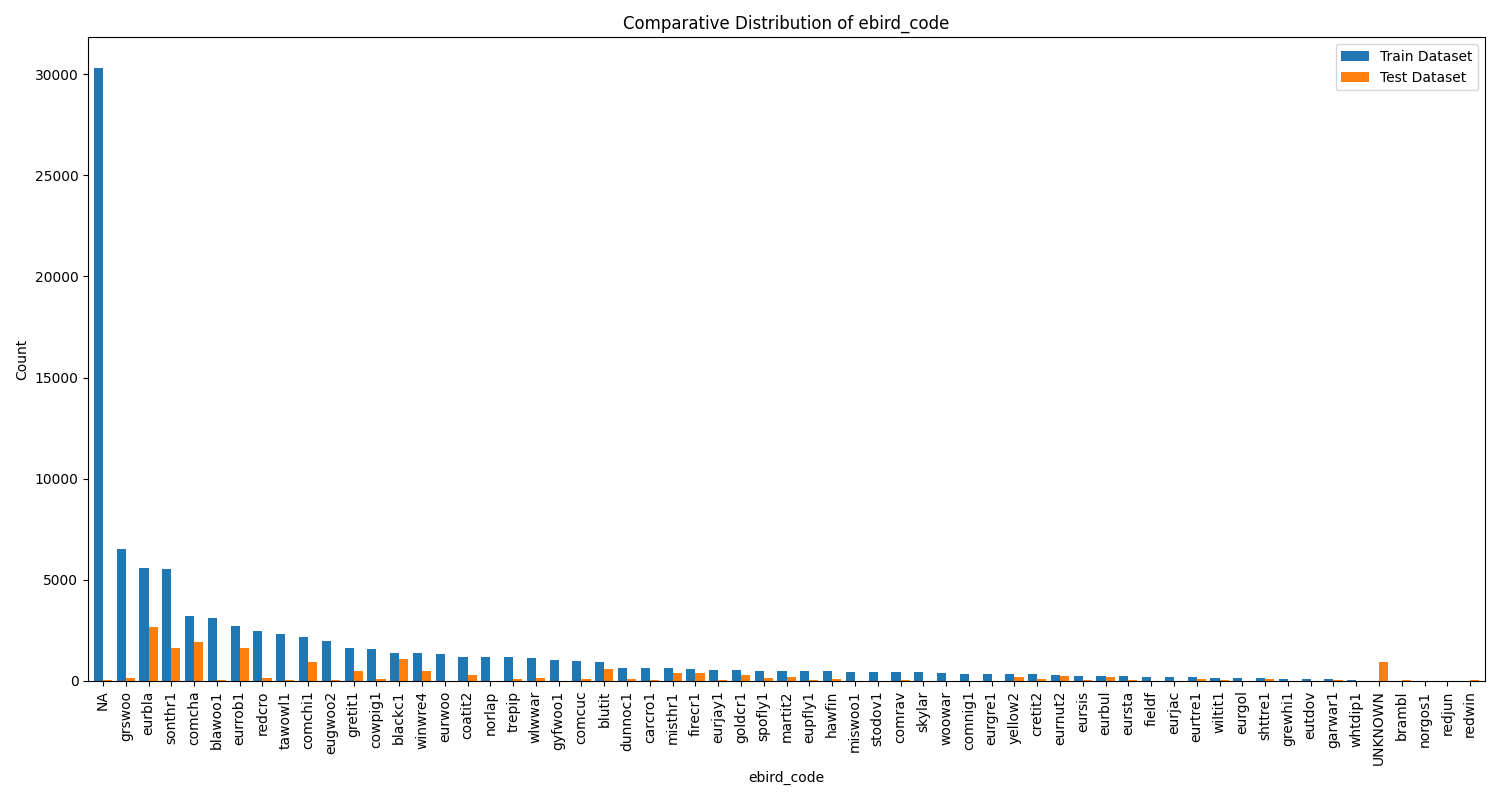 Comparative Distribution of ebird_code
Train Dataset
Test Dataset
30000
25000
20000
15000
10000
5000
0
Count
NA
grswoo
eurbla
sonthr1
comcha
blawoo1
eurrob1
redcro
tawowl1
comchi1
eugwoo2
gretit1
cowpig1
blackc1
winwre4
eurwoo
coatit2
norlap
trepip
wlwwar
gyfwoo1
comcuc
blutit
dunnoc1
carcro1
misthr1
firecr1
eurjay1
goldcr1
spofly1
martit2
eupfly1
hawfin
miswoo1
stodov1
comrav
skylar
woowar
comnig1
eurgre1
yellow2
cretit2
eurnut2
eursis
eurbul
eursta
fieldf
eurjac
eurtre1
wiltit1
eurgol
shttre1
grewhi1
eutdov
garwar1
whtdip1
UNKNOWN
brambl
norgos1
redjun
redwin
ebird_code